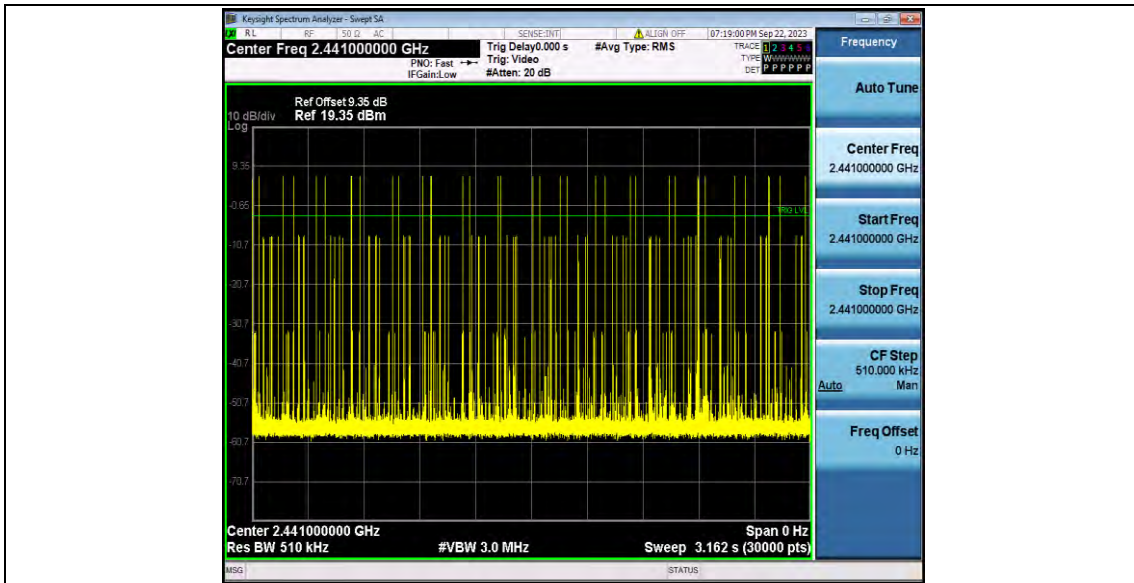 Keysight Spectrum Analyzer - Swept SA
RL RF 50 Ω AC SENSE:INT ALIGN OFF 07:19:00 PM Sep 22, 2023
Center Freq 2.441000000 GHz
Trig Delay0.000 s #Avg Type: RMS
TRACE 1 2 3 4 5 6
PNO: Fast Trig: Video
TYPE W
IFGain:Low #Atten: 20 dB
DET P P P P P P
Ref Offset 9.35 dB
10 dB/div Ref 19.35 dBm
Log
9.35
-0.65
TRIG LVL
-10.7
-20.7
-30.7
-40.7
-50.7
-60.7
-70.7
Center 2.441000000 GHz Span 0 Hz
Res BW 510 kHz #VBW 3.0 MHz Sweep 3.162 s (30000 pts)
MSG STATUS
Frequency
Auto Tune
Center Freq
2.441000000 GHz
Start Freq
2.441000000 GHz
Stop Freq
2.441000000 GHz
CF Step
510.000 kHz
Auto Man
Freq Offset
0 Hz